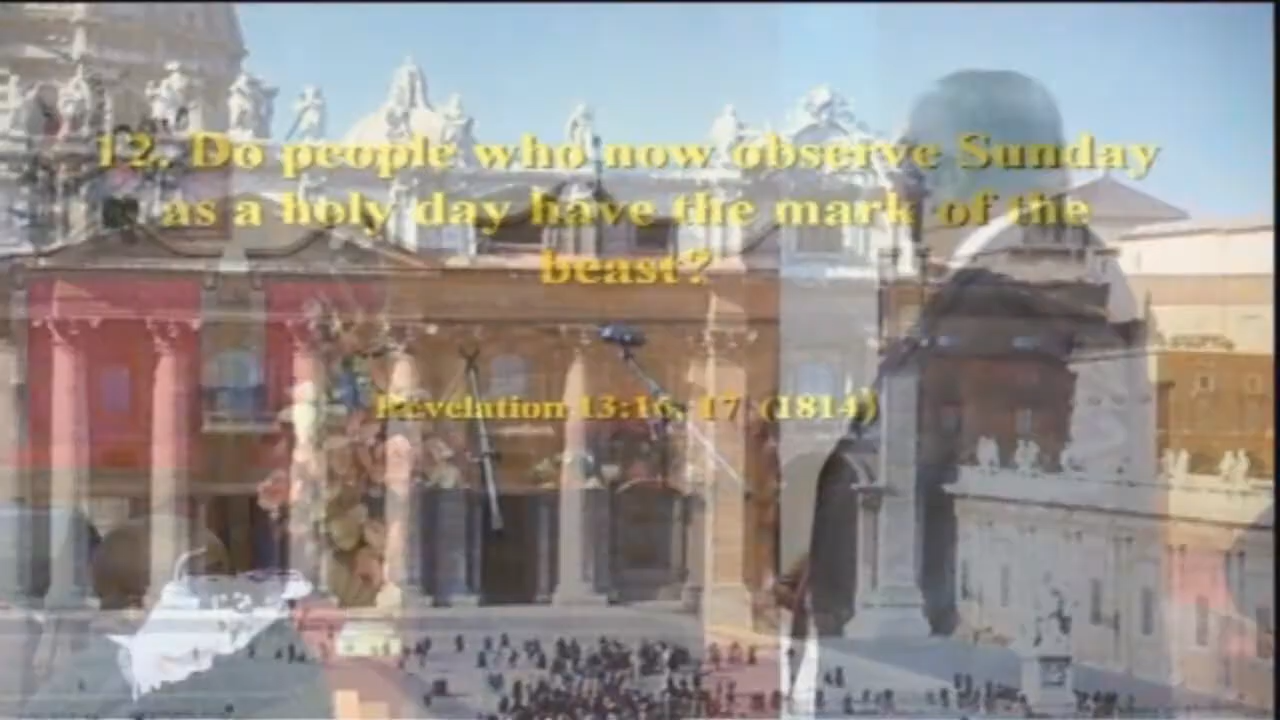 12. Do people who now observe Sunday
as a holy day have the mark of the
beast?
Revelation 13:16, 17 (1814)